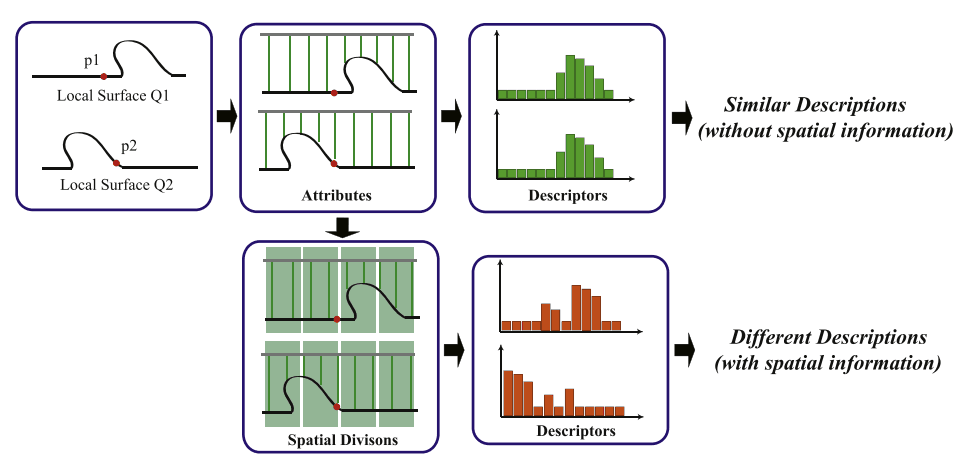 p1
Local Surface Q1
p2
Local Surface Q2
Attributes
Descriptors
Similar Descriptions
(without spatial information)
Spatial Divisons
Descriptors
Different Descriptions
(with spatial information)